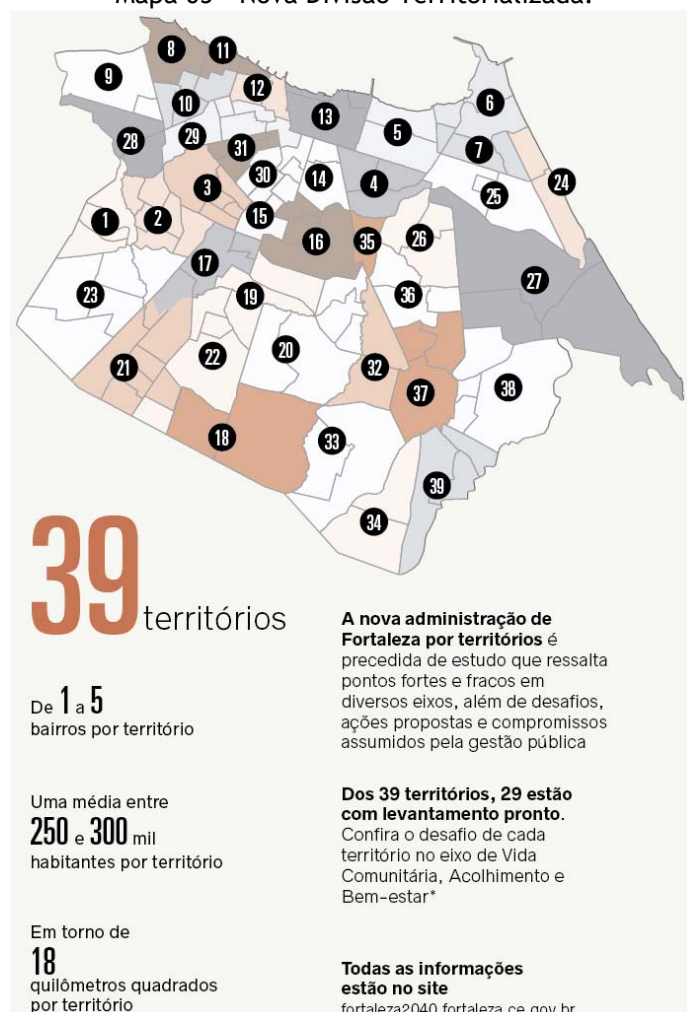 Mapa 03 - Nova Divisão Territorializada.
8
11
9
12
6
10
13
5
28
29
7
31
30
14
4
24
3
25
1
2
15
16
35
26
17
27
23
19
36
22
20
21
32
38
37
18
33
39
34
39 territórios
De 1 a 5
bairros por território
Uma média entre
250 e 300 mil
habitantes por território
Em torno de
18
quilômetros quadrados
por território
A nova administração de
Fortaleza por territórios é
precedida de estudo que ressalta
pontos fortes e fracos em
diversos eixos, além de desafios,
ações propostas e compromissos
assumidos pela gestão pública
Dos 39 territórios, 29 estão
com levantamento pronto.
Confira o desafio de cada
território no eixo de Vida
Comunitária, Acolhimento e
Bem-estar*
Todas as informações
estão no site
fortaleza2040.fortaleza.ce.gov.br